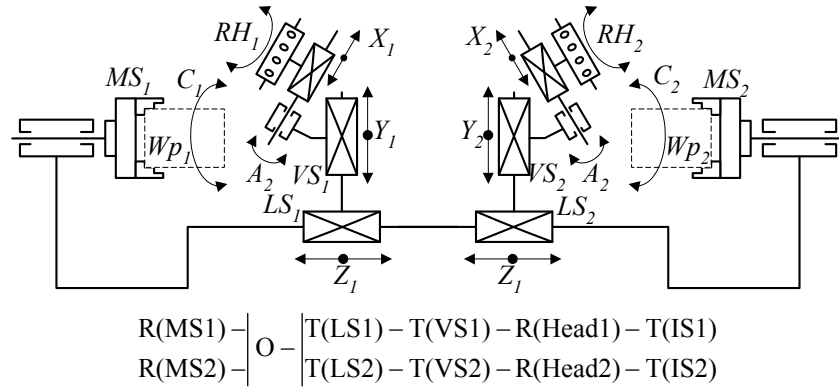 RH₁ X₁ X₂ RH₂
MS₁ C₁ C₂ MS₂
Wp₁ Y₁ Y₂ Wp₂
A₂ VS₁ VS₂ A₂
LS₁ LS₂
Z₁ Z₁
R(MS1) – | O – | T(LS1) – T(VS1) – R(Head1) – T(IS1)
R(MS2) – | T(LS2) – T(VS2) – R(Head2) – T(IS2)